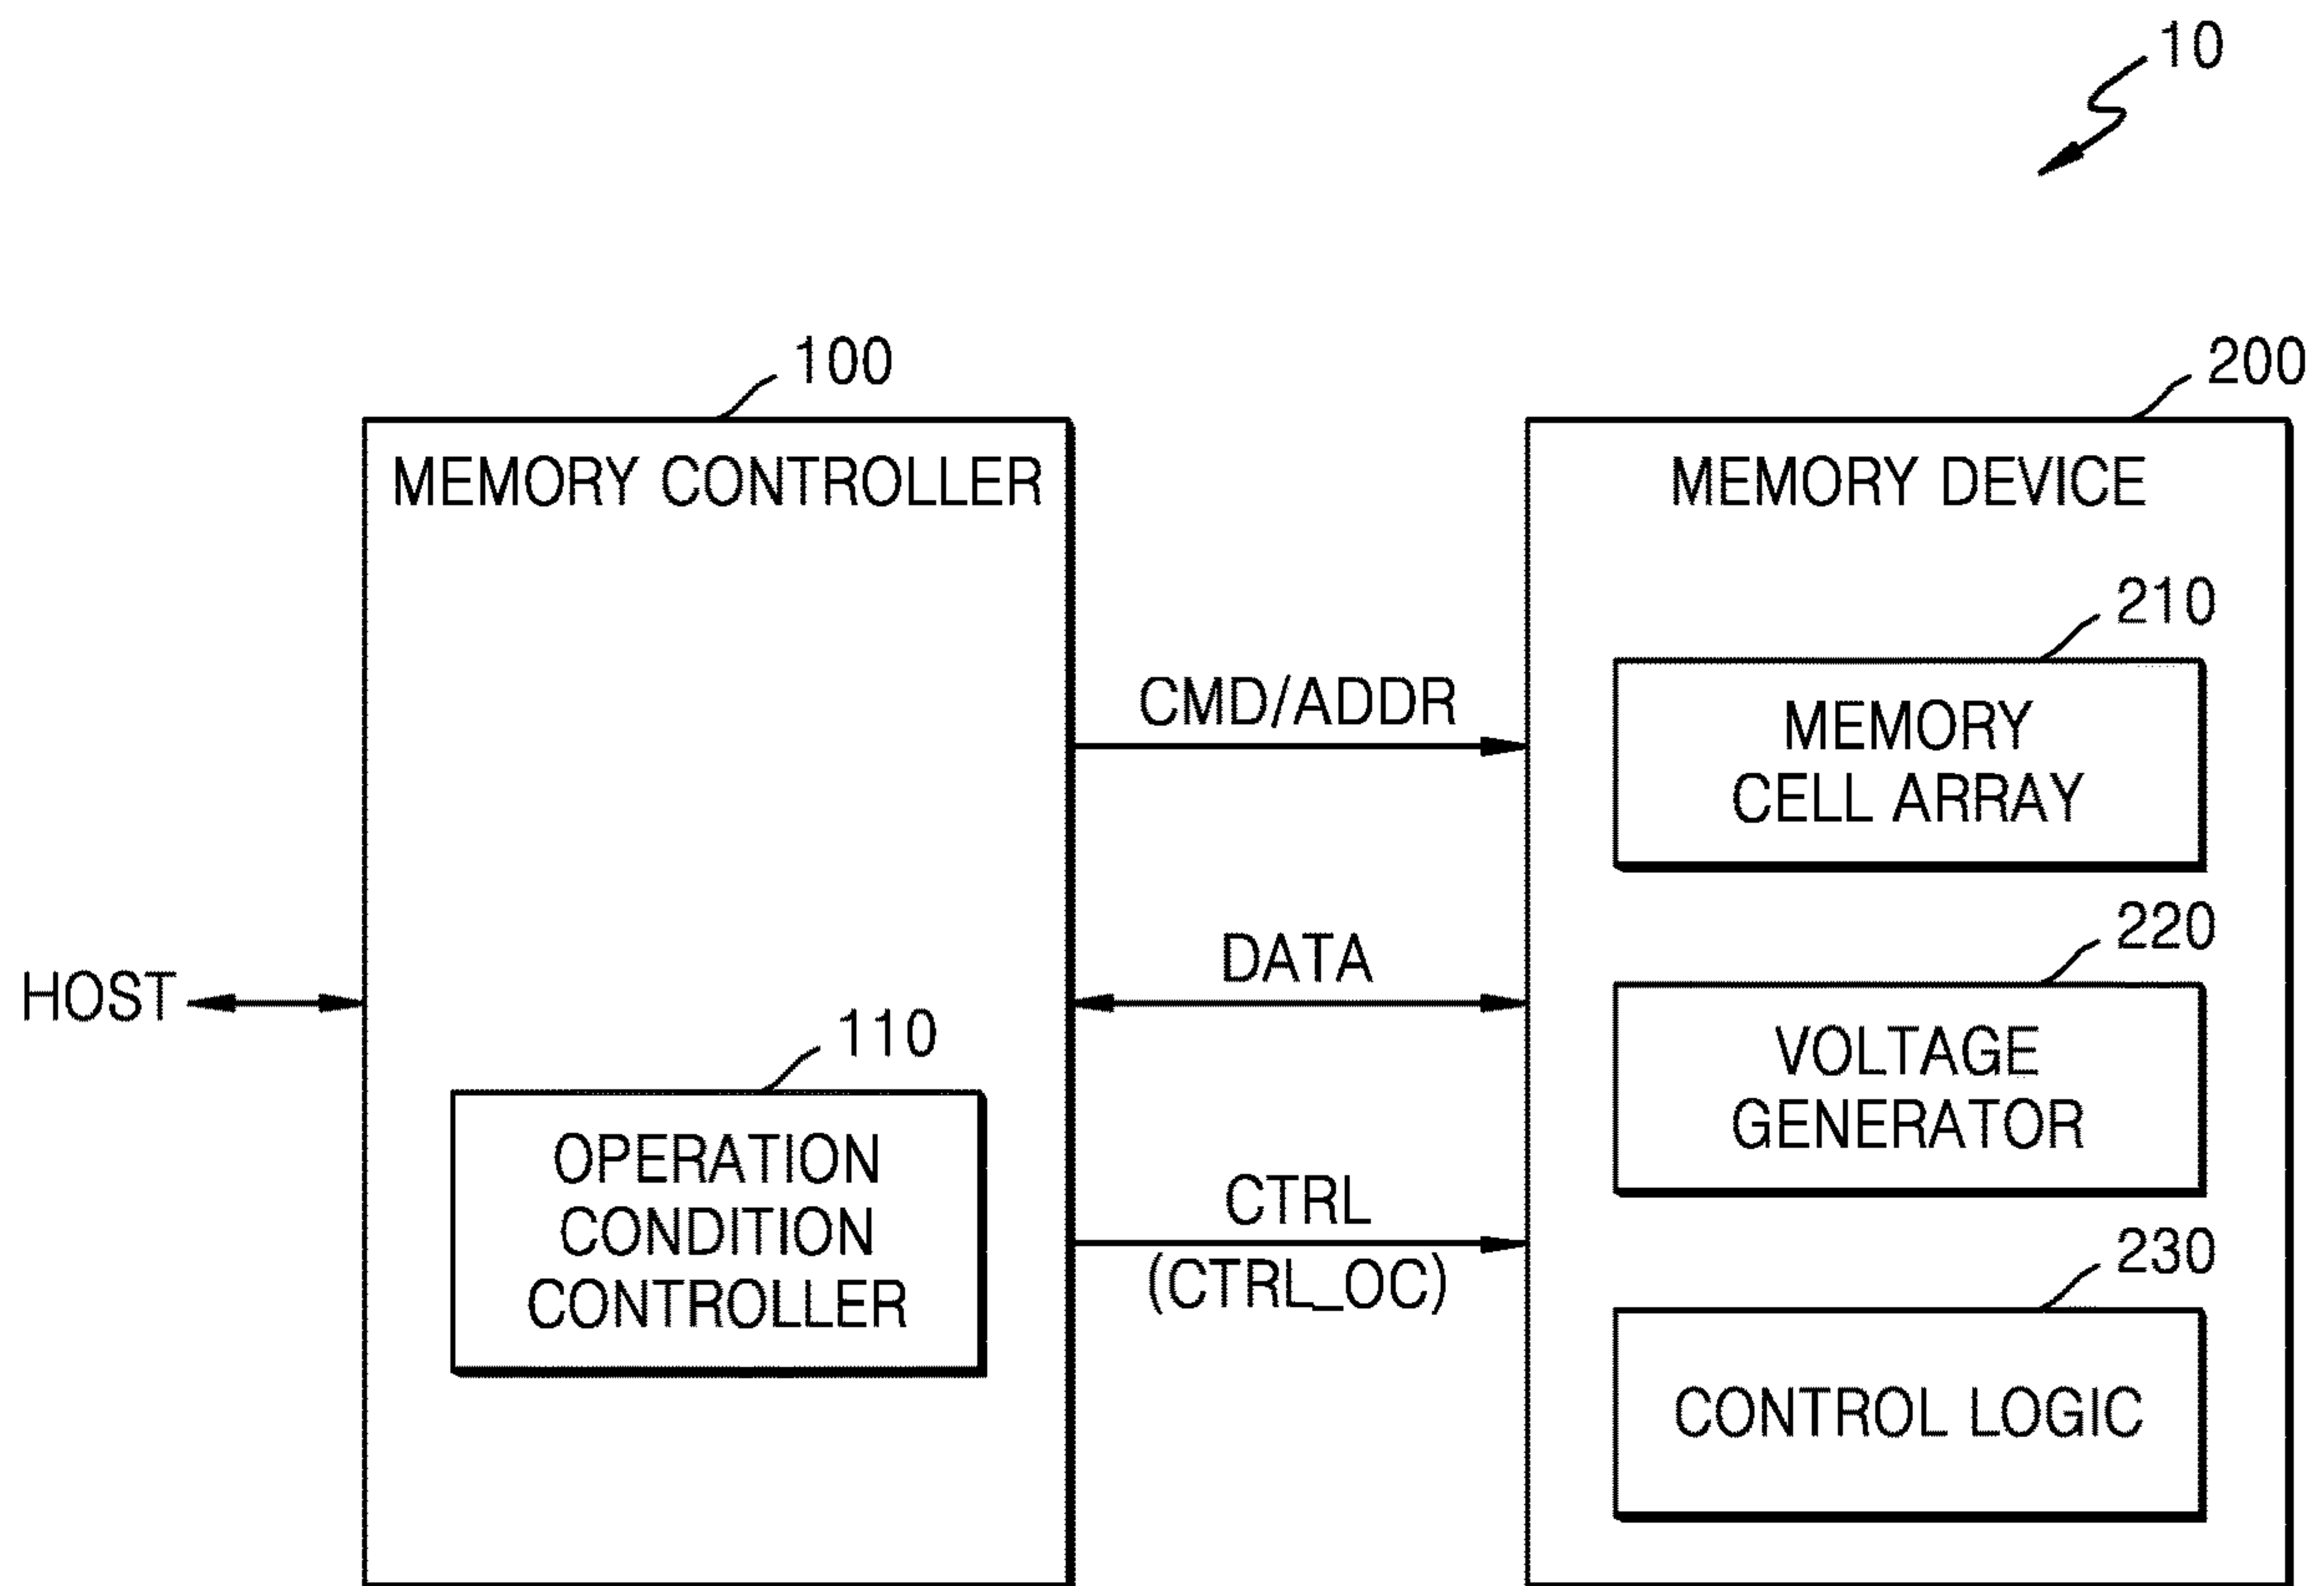 10
100
200
MEMORY CONTROLLER
MEMORY DEVICE
210
CMD/ADDR
MEMORY
CELL ARRAY
220
DATA
HOST
110
VOLTAGE
GENERATOR
OPERATION
CONDITION
CONTROLLER
CTRL
(CTRL_OC)
230
CONTROL LOGIC